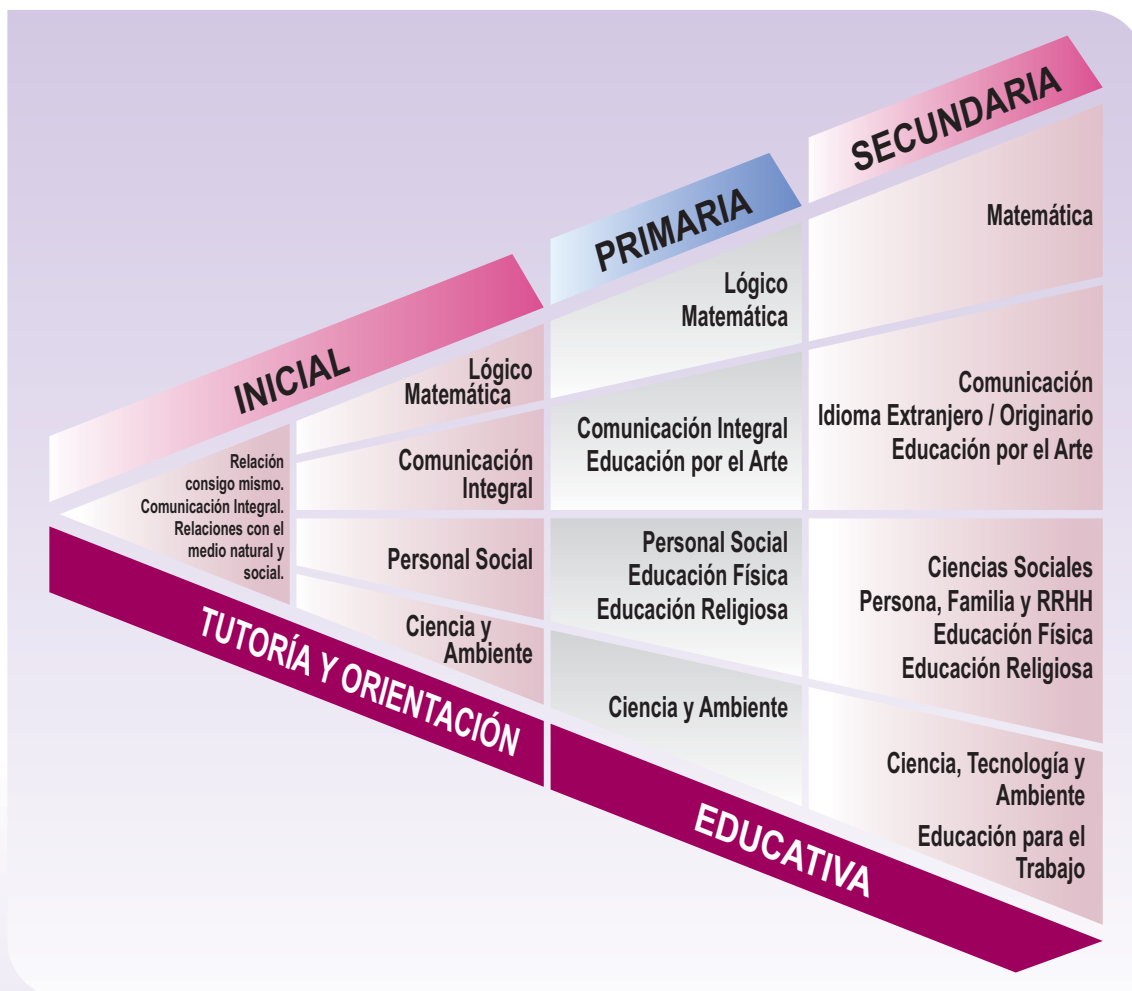 INICIAL
Relación
consigo mismo.
Comunicación Integral.
Relaciones con el
medio natural y
social.
Lógico
Matemática
Comunicación
Integral
Personal Social
Ciencia y
Ambiente
PRIMARIA
Lógico
Matemática
Comunicación Integral
Educación por el Arte
Personal Social
Educación Física
Educación Religiosa
Ciencia y Ambiente
SECUNDARIA
Matemática
Comunicación
Idioma Extranjero / Originario
Educación por el Arte
Ciencias Sociales
Persona, Familia y RRHH
Educación Física
Educación Religiosa
Ciencia, Tecnología y
Ambiente
Educación para el
Trabajo
TUTORÍA Y ORIENTACIÓN
EDUCATIVA